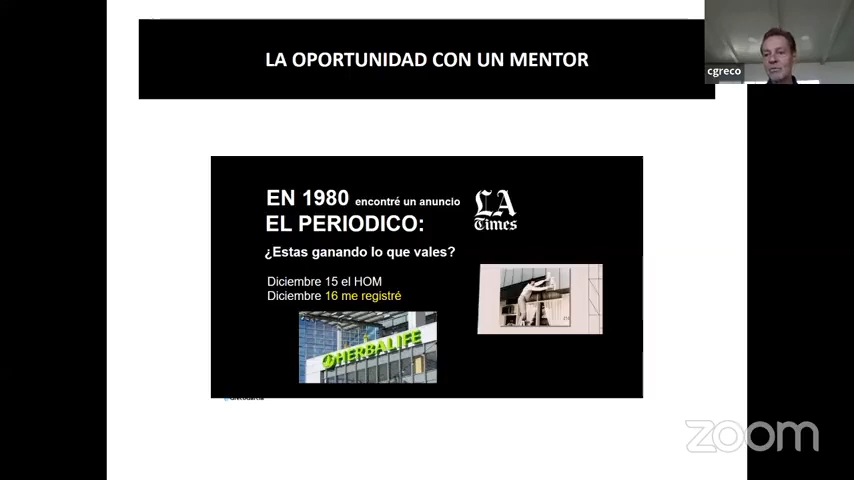 LA OPORTUNIDAD CON UN MENTOR
cgreco
EN 1980 encontré un anuncio
EL PERIODICO:
LA
Times
¿Estas ganando lo que vales?
Diciembre 15 el HOM
Diciembre 16 me registré
HERBALIFE
zoom